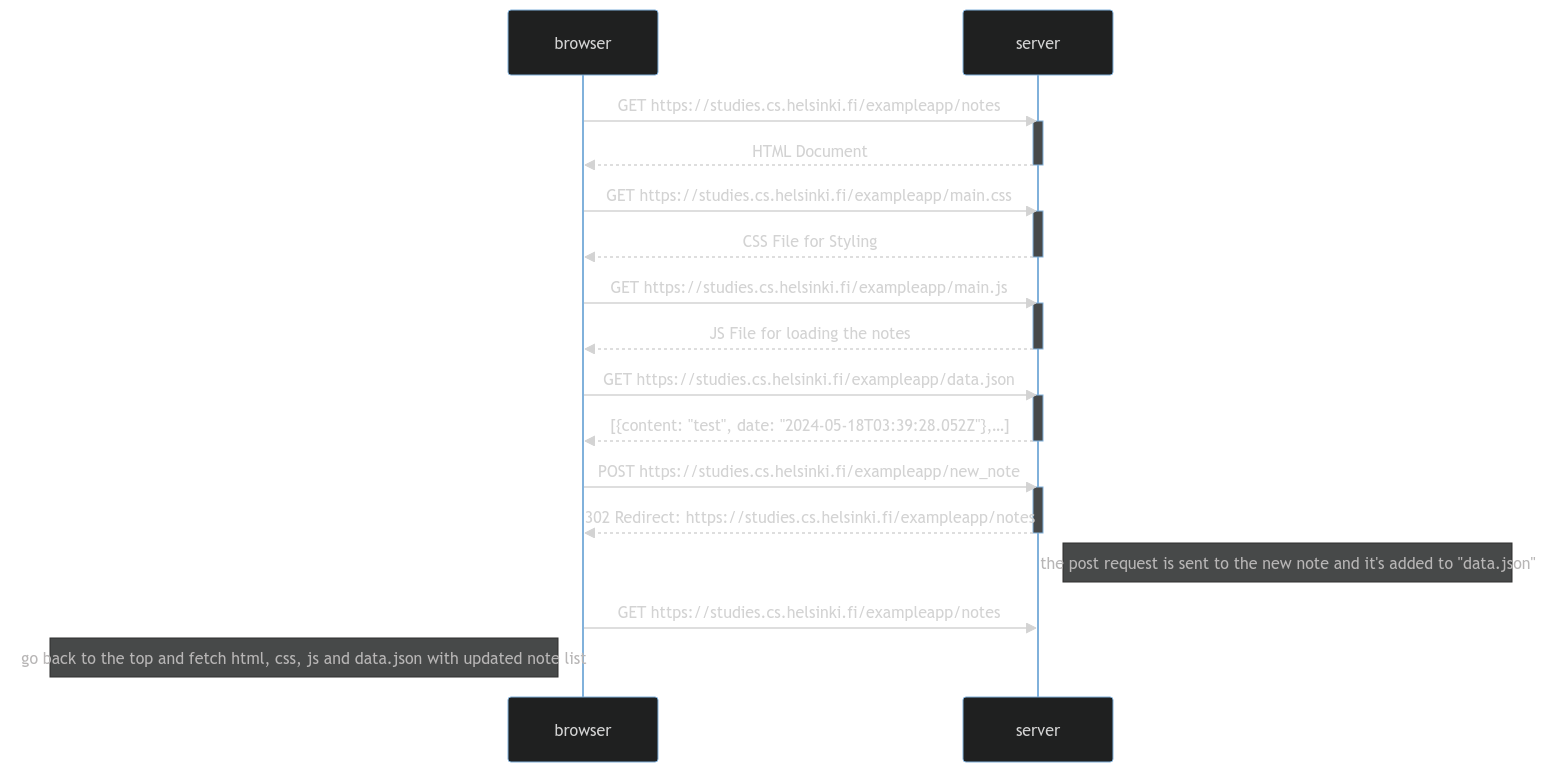 browser server
GET https://studies.cs.helsinki.fi/exampleapp/notes
HTML Document
GET https://studies.cs.helsinki.fi/exampleapp/main.css
CSS File for Styling
GET https://studies.cs.helsinki.fi/exampleapp/main.js
JS File for loading the notes
GET https://studies.cs.helsinki.fi/exampleapp/data.json
[{content: "test", date: "2024-05-18T03:39:28.052Z"},...]
POST https://studies.cs.helsinki.fi/exampleapp/new_note
302 Redirect: https://studies.cs.helsinki.fi/exampleapp/notes
the post request is sent to the new note and it's added to "data.json"
GET https://studies.cs.helsinki.fi/exampleapp/notes
go back to the top and fetch html, css, js and data.json with updated note list
browser server